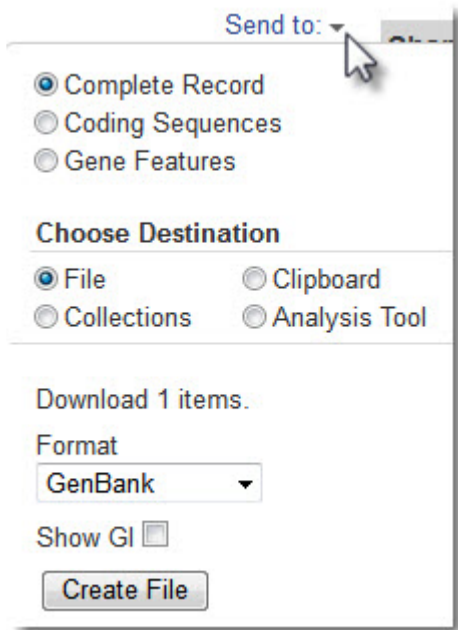 Send to:
Complete Record
Coding Sequences
Gene Features
Choose Destination
File Clipboard
Collections Analysis Tool
Download 1 items.
Format
GenBank
Show GI
Create File